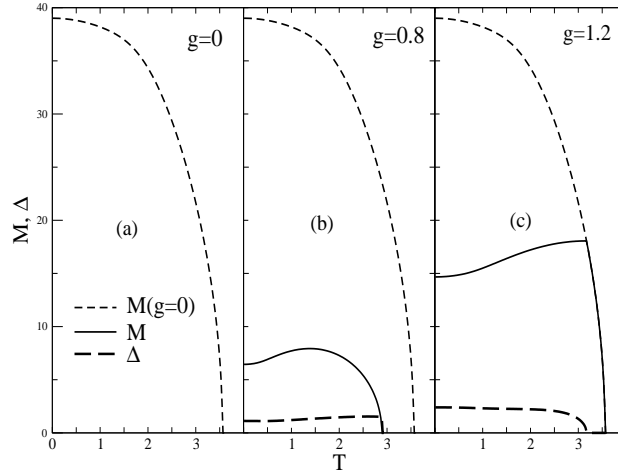 40
30
20
10
0
M, Δ
g=0
g=0.8
g=1.2
(a)
(b)
(c)
M(g=0)
M
Δ
0 1 2 3 1 2 3 1 2 3
T